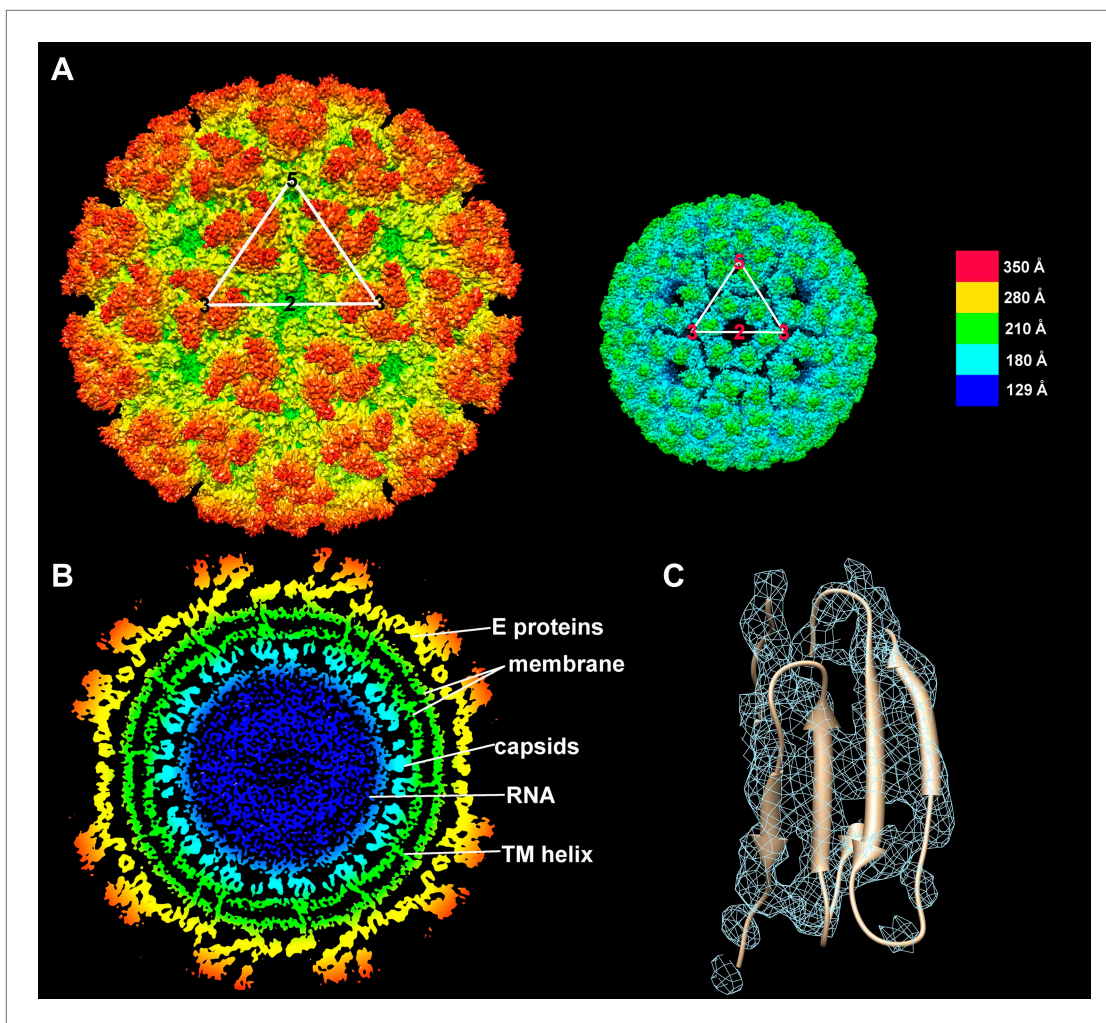 A
5
3 2 3
5
3 2 3
350 Å
280 Å
210 Å
180 Å
129 Å
B
E proteins
membrane
capsids
RNA
TM helix
C